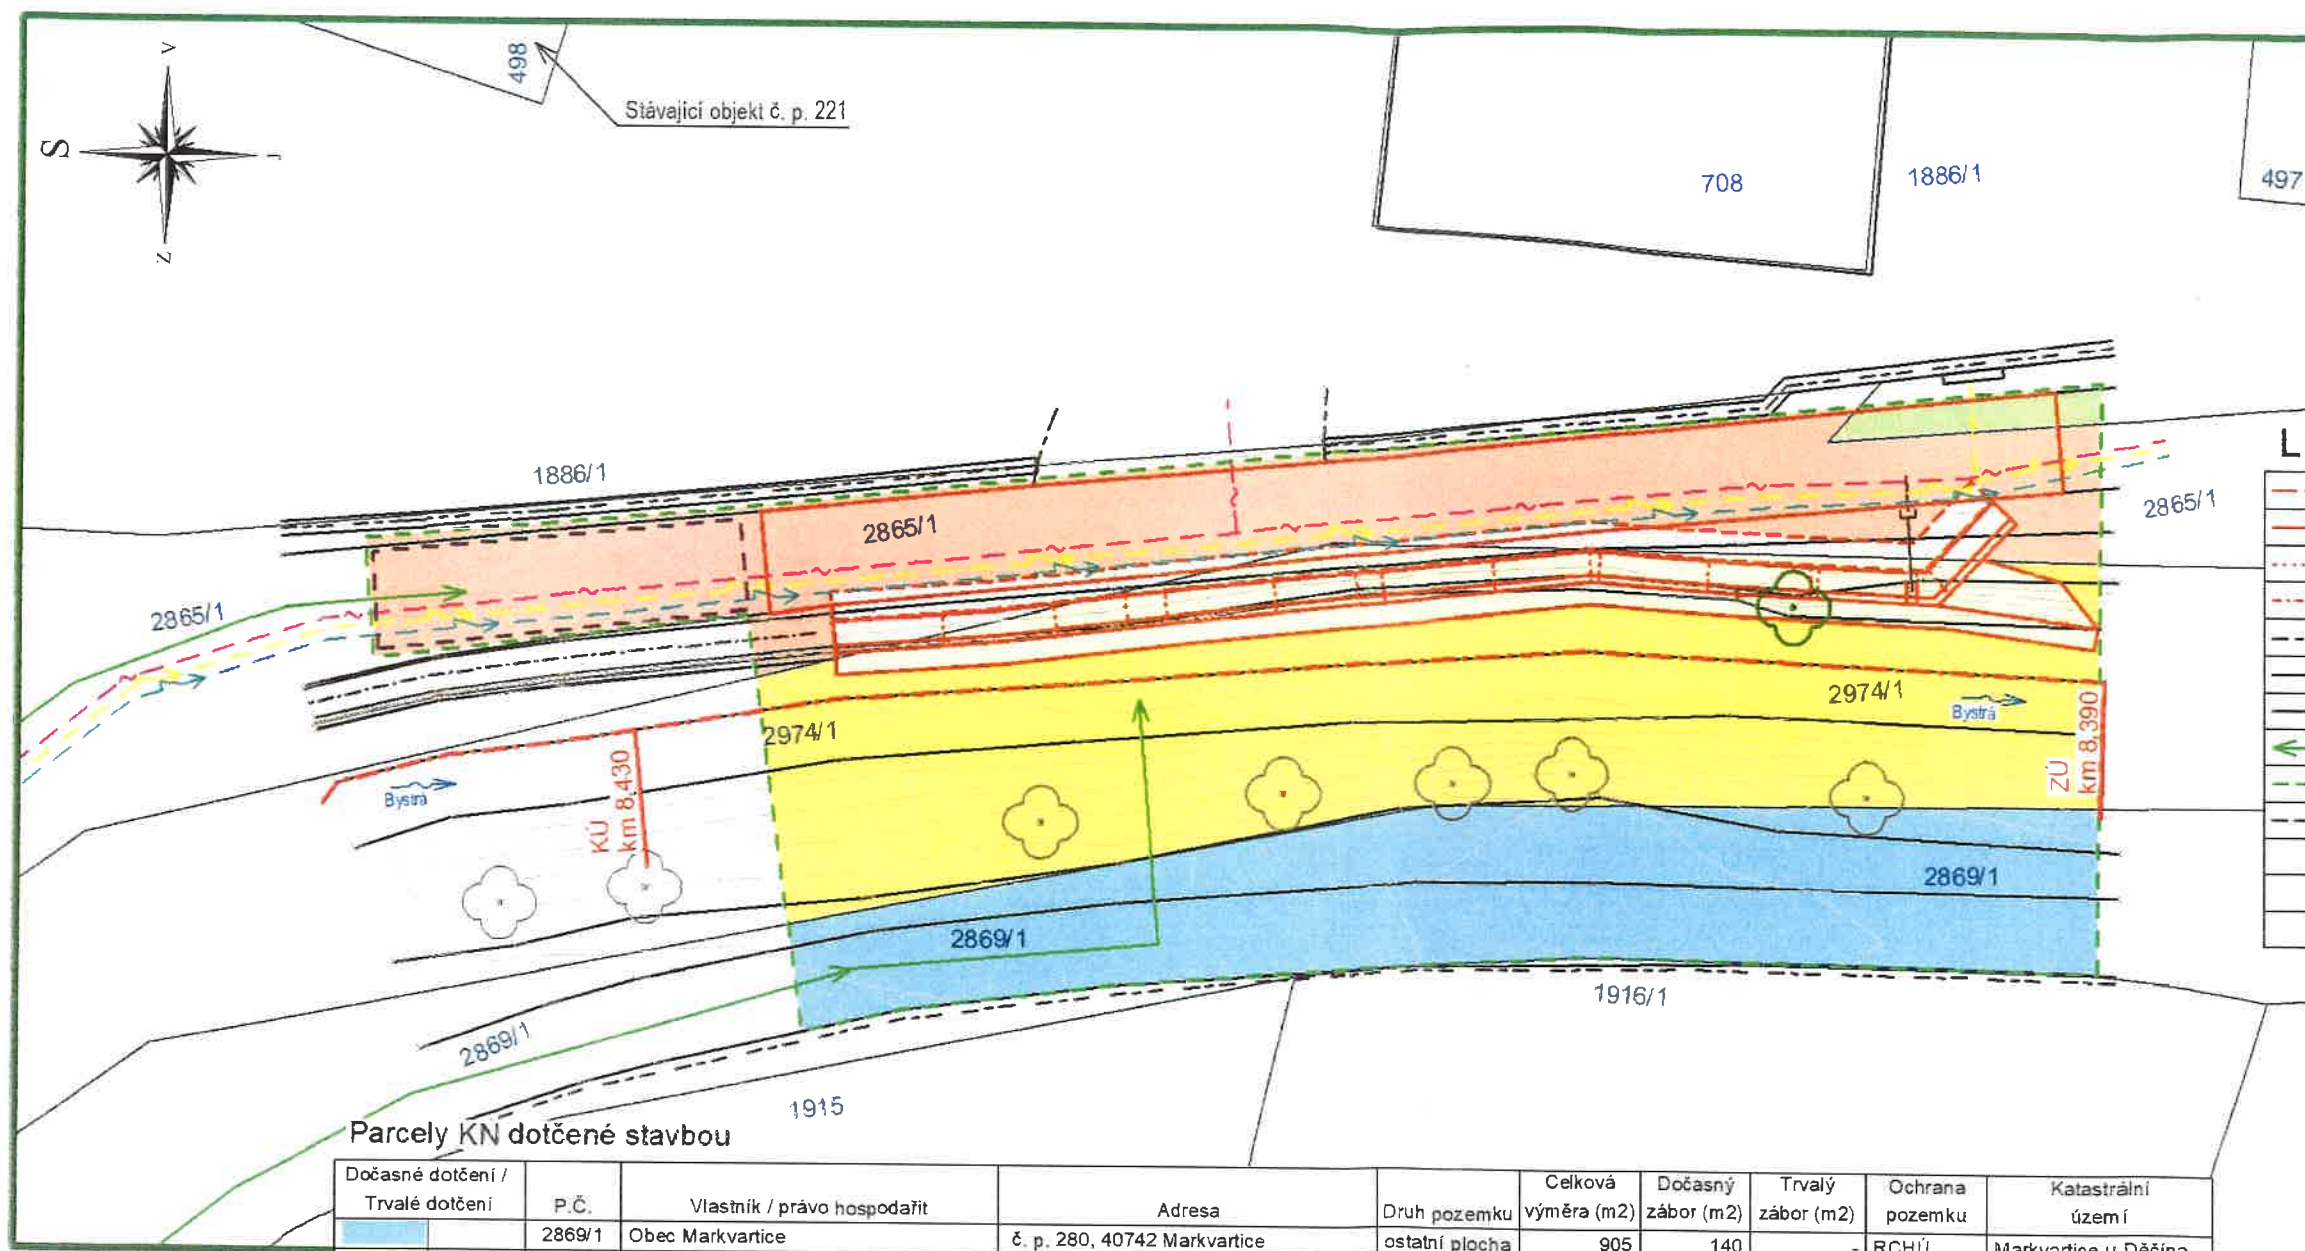 V
S
J
Z
498
Stávající objekt č. p. 221
708
1886/1
497
L
1886/1
2865/1
2865/1
2865/1
2974/1
2974/1
Bystrá
Bystrá
KÚ
km 8,430
ZÚ
km 8,390
2869/1
2869/1
2869/1
1916/1
1915
Parcely KN dotčené stavbou
Dočasné dotčení /
Trvalé dotčení
P.Č.
Vlastník / právo hospodařit
Adresa
Druh pozemku
Celková
výměra (m2)
Dočasný
zábor (m2)
Trvalý
zábor (m2)
Ochrana
pozemku
Katastrální
území
2869/1
Obec Markvartice
č. p. 280, 40742 Markvartice
ostatní plocha
905
140
-
RCHÚ
Markvartice u Děčína